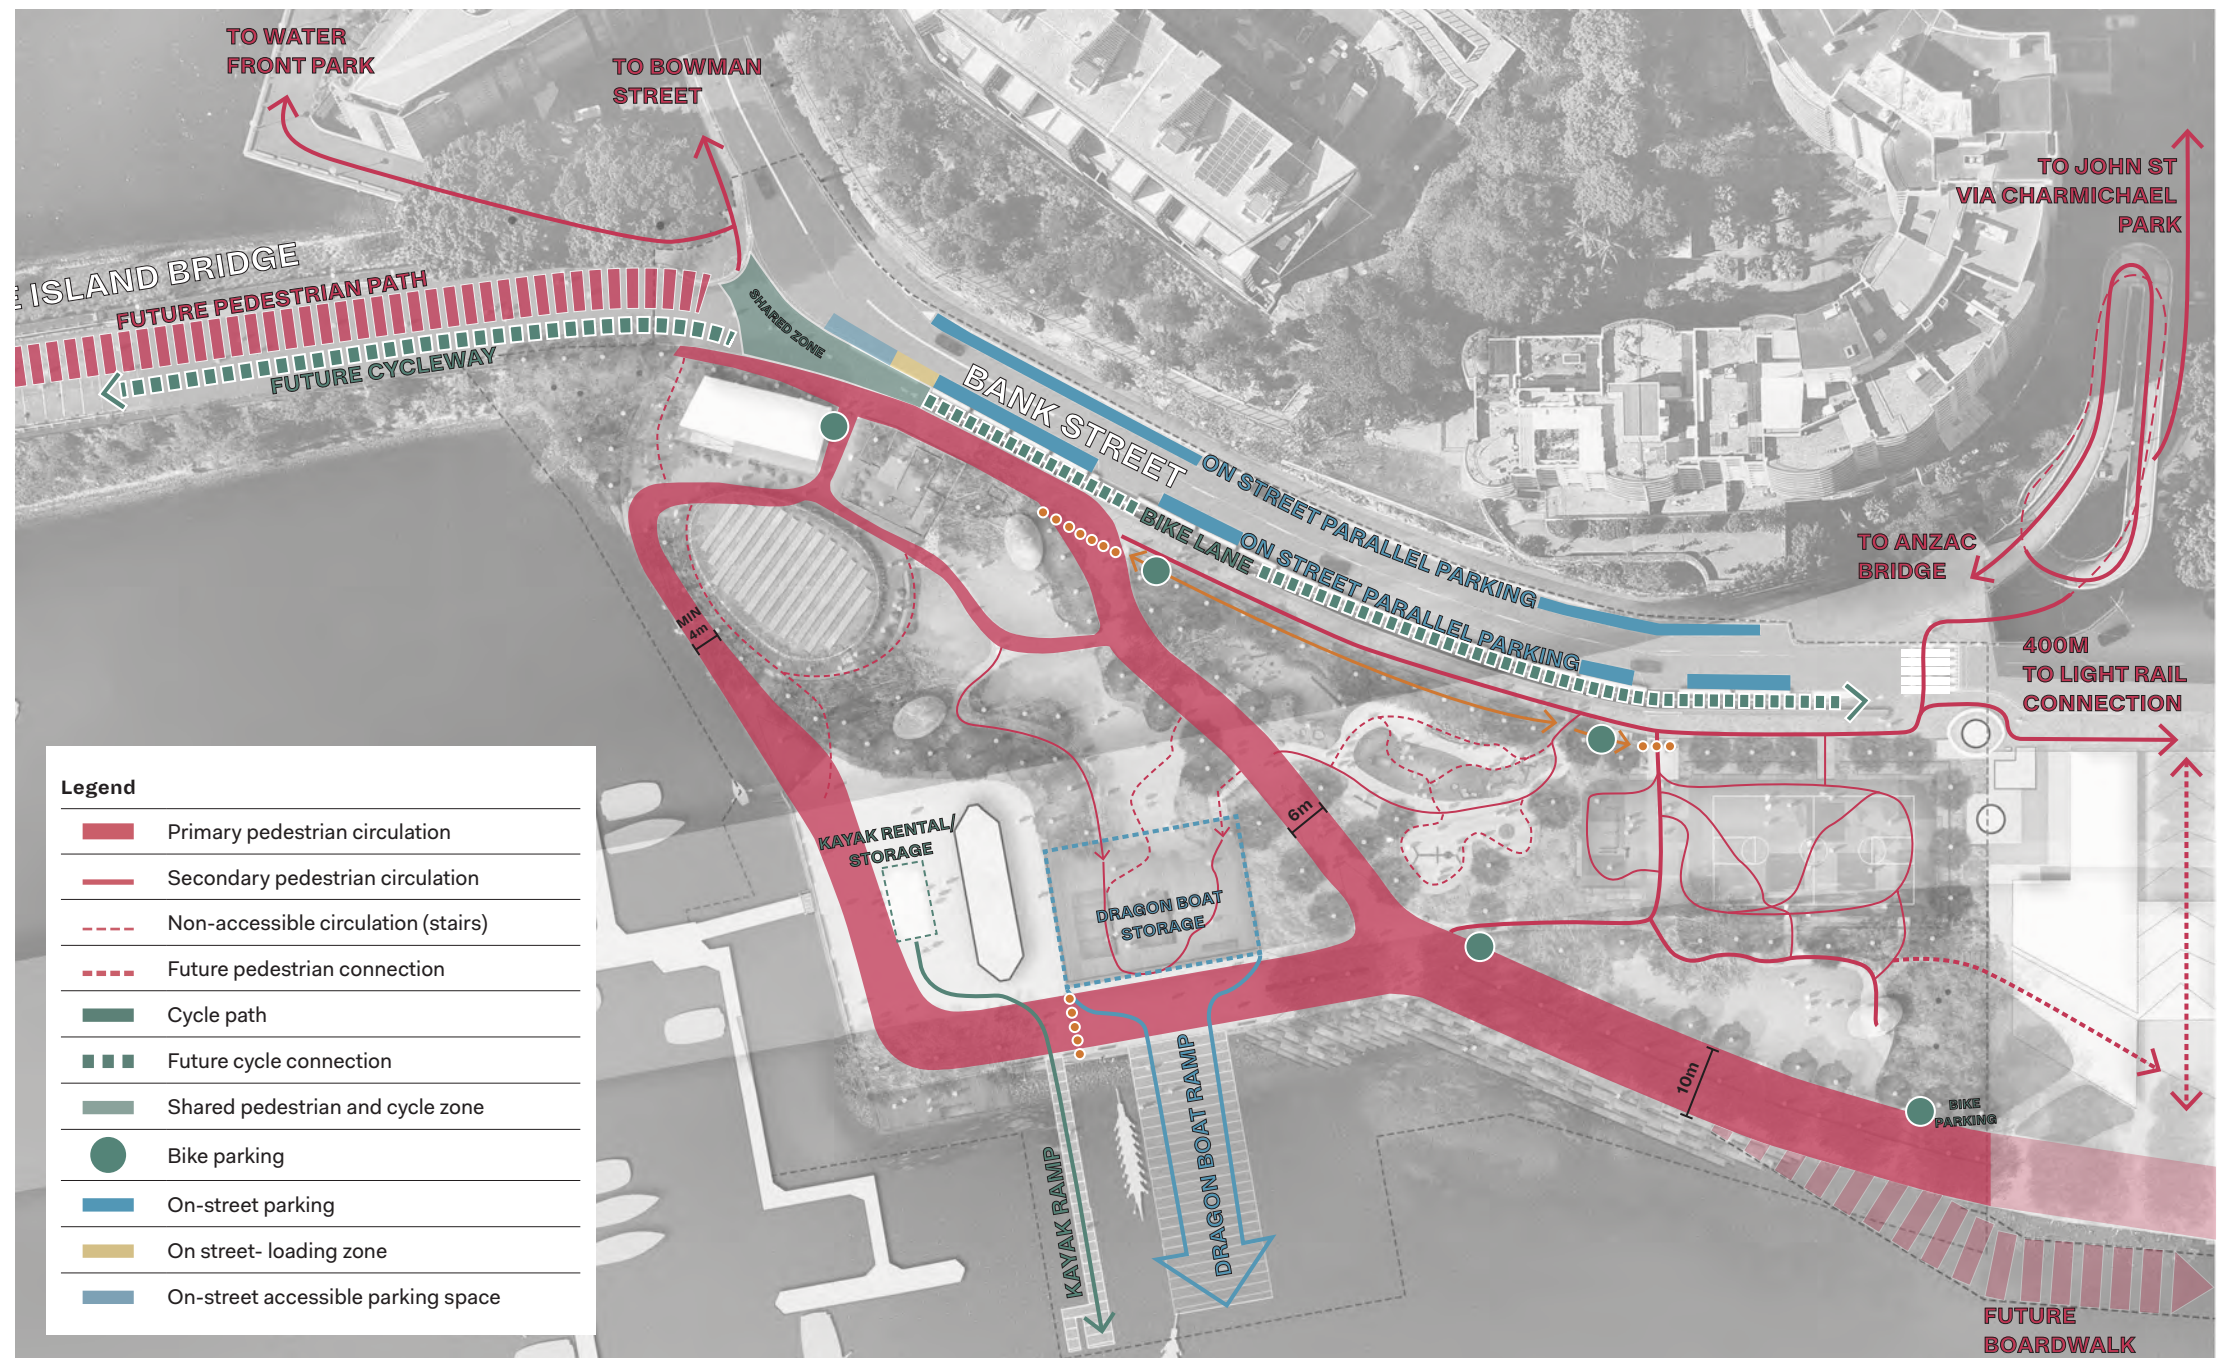 TO WATER
FRONT PARK
TO BOWMAN
STREET
TO JOHN ST
VIA CHARMICHAEL
PARK
ISLAND BRIDGE
FUTURE PEDESTRIAN PATH
FUTURE CYCLEWAY
SHARED ZONE
BANK STREET
ON STREET PARALLEL PARKING
BIKE LANE
ON STREET PARALLEL PARKING
TO ANZAC
BRIDGE
400M
TO LIGHT RAIL
CONNECTION
MIN
4m
6m
10m
KAYAK RENTAL/
STORAGE
DRAGON BOAT
STORAGE
KAYAK RAMP
DRAGON BOAT RAMP
BIKE
PARKING
FUTURE
BOARDWALK
Legend
Primary pedestrian circulation
Secondary pedestrian circulation
Non-accessible circulation (stairs)
Future pedestrian connection
Cycle path
Future cycle connection
Shared pedestrian and cycle zone
Bike parking
On-street parking
On street- loading zone
On-street accessible parking space